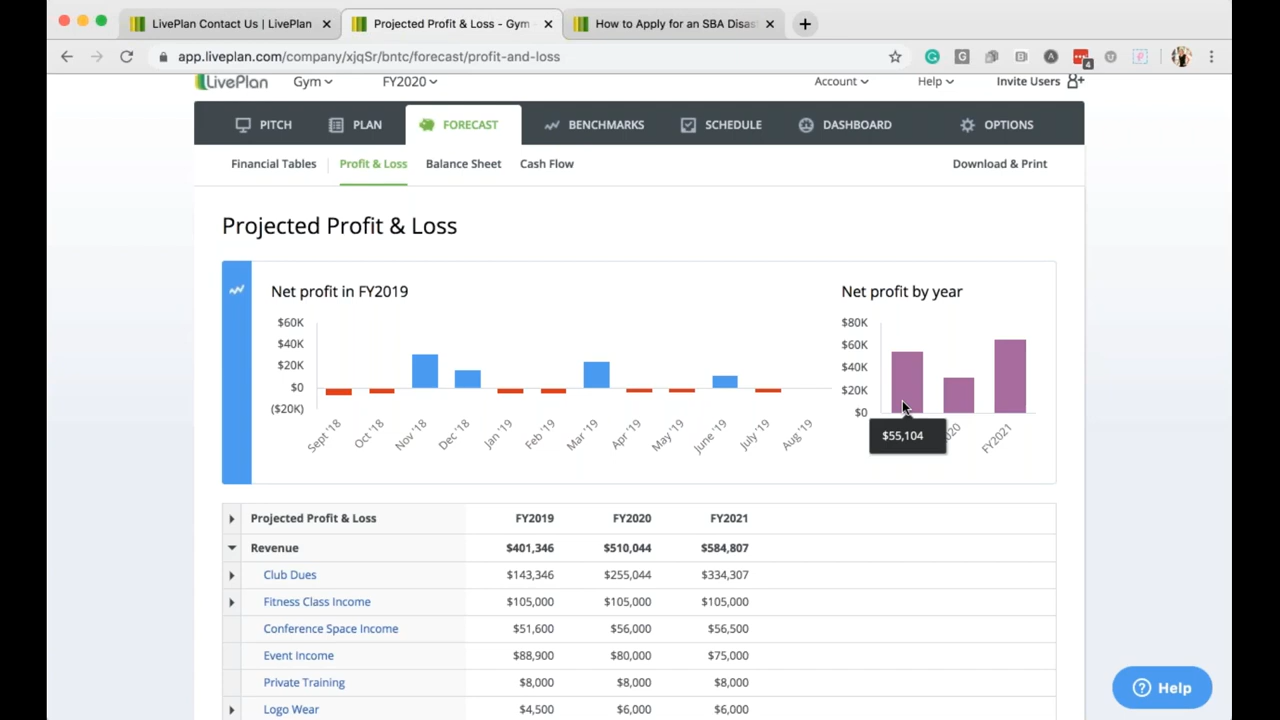 LivePlan Contact Us | LivePlan
Projected Profit & Loss - Gym
How to Apply for an SBA Disas
app.liveplan.com/company/xjqSr/bntc/forecast/profit-and-loss
4
LivePlan Gym FY2020 Account Help Invite Users
PITCH PLAN FORECAST BENCHMARKS SCHEDULE DASHBOARD OPTIONS
Financial Tables Profit & Loss Balance Sheet Cash Flow Download & Print
Projected Profit & Loss
Net profit in FY2019
$60K
$40K
$20K
$0
($20K)
Sept '18 Oct '18 Nov '18 Dec '18 Jan '19 Feb '19 Mar '19 Apr '19 May '19 June '19 July '19 Aug '19
Net profit by year
$80K
$60K
$40K
$20K
$0
$55,104
FY2021
Projected Profit & Loss FY2019 FY2020 FY2021
Revenue $401,346 $510,044 $584,807
Club Dues $143,346 $255,044 $334,307
Fitness Class Income $105,000 $105,000 $105,000
Conference Space Income $51,600 $56,000 $56,500
Event Income $88,900 $80,000 $75,000
Private Training $8,000 $8,000 $8,000
Logo Wear $4,500 $6,000 $6,000
Help